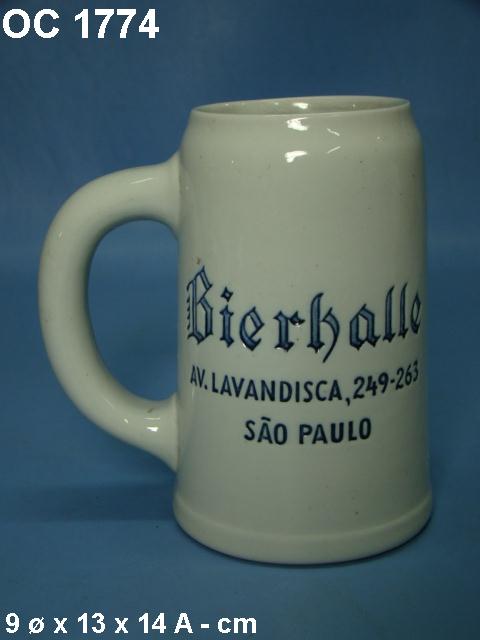 OC 1774
Bierhalle
AV. LAVANDISCA, 249-263
SÃO PAULO
9 ø x 13 x 14 A - cm